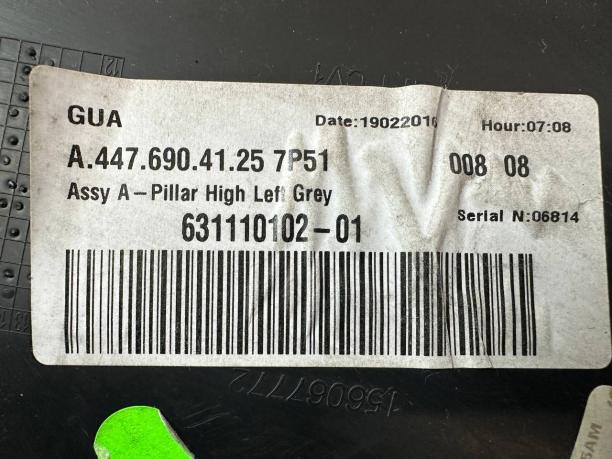 GUA
Date:19022016 Hour:07:08
A.447.690.41.25 7P51 008 08
Assy A-Pillar High Left Grey
Serial N:06814
631110102-01
156067772